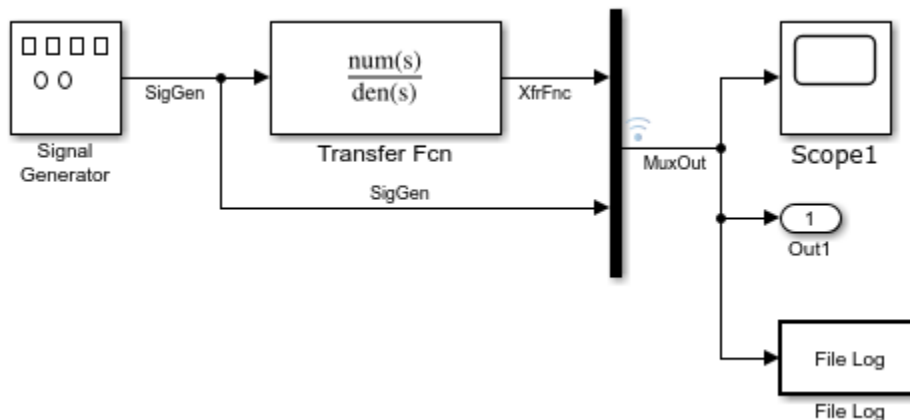 num(s)
den(s)
SigGen
XfrFnc
Signal
Generator
Transfer Fcn
SigGen
MuxOut
Scope1
1
Out1
File Log
File Log